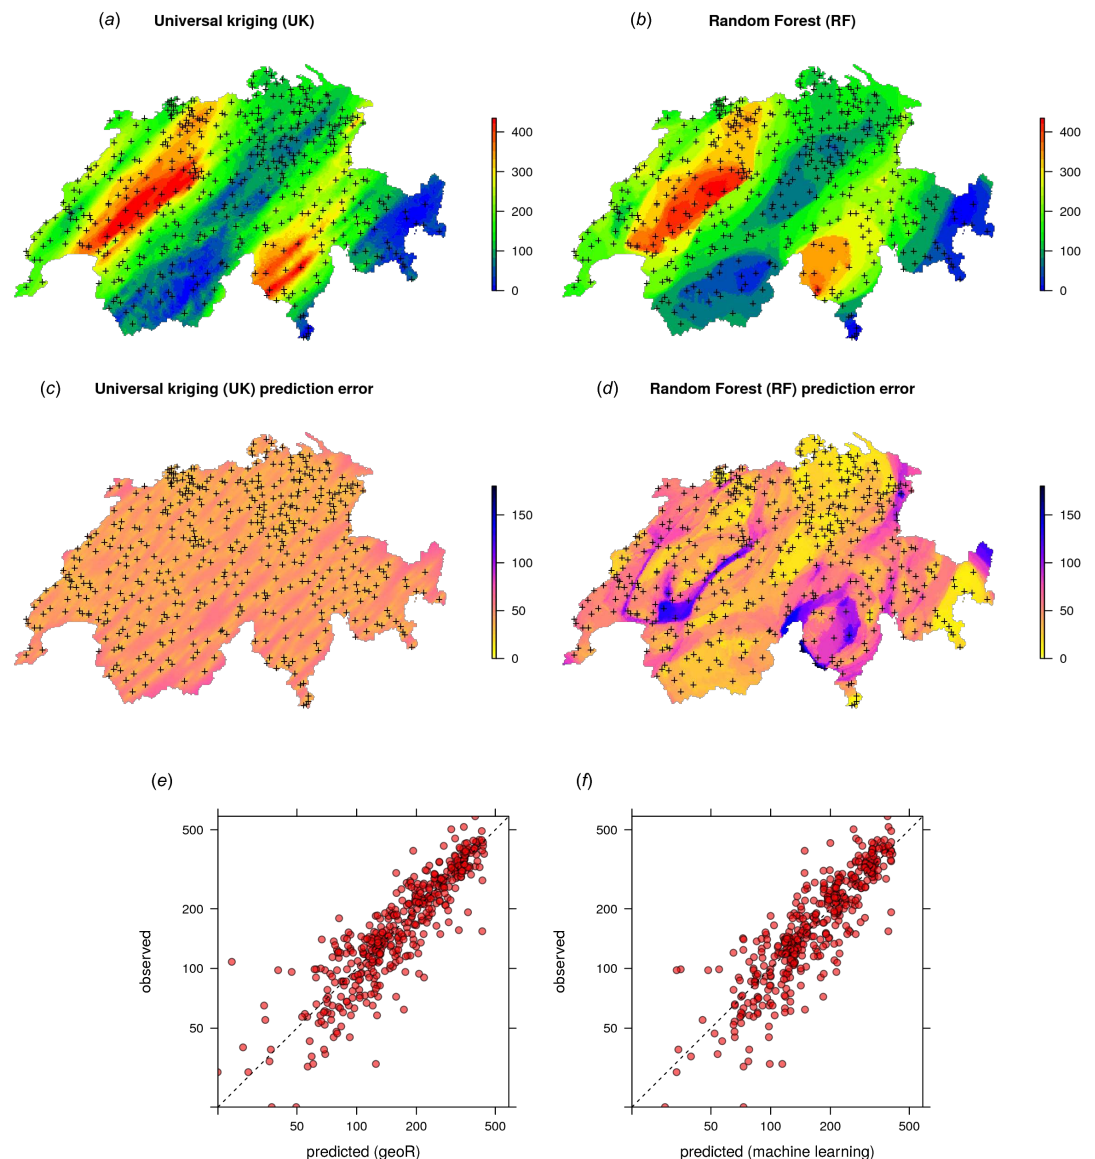 (a) Universal kriging (UK)
(b) Random Forest (RF)
400
300
200
100
0
400
300
200
100
0
(c) Universal kriging (UK) prediction error
(d) Random Forest (RF) prediction error
150
100
50
0
150
100
50
0
(e)
(f)
500
200
100
50
observed
50 100 200 500
predicted (geoR)
500
200
100
50
observed
50 100 200 500
predicted (machine learning)